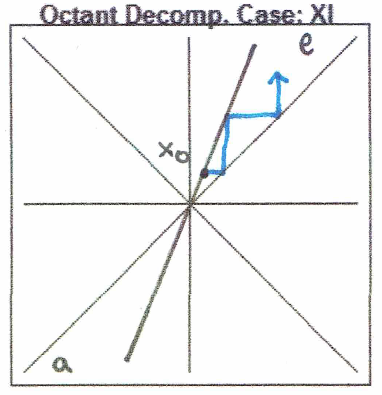 Octant Decomp. Case: XI
e
x₀
a